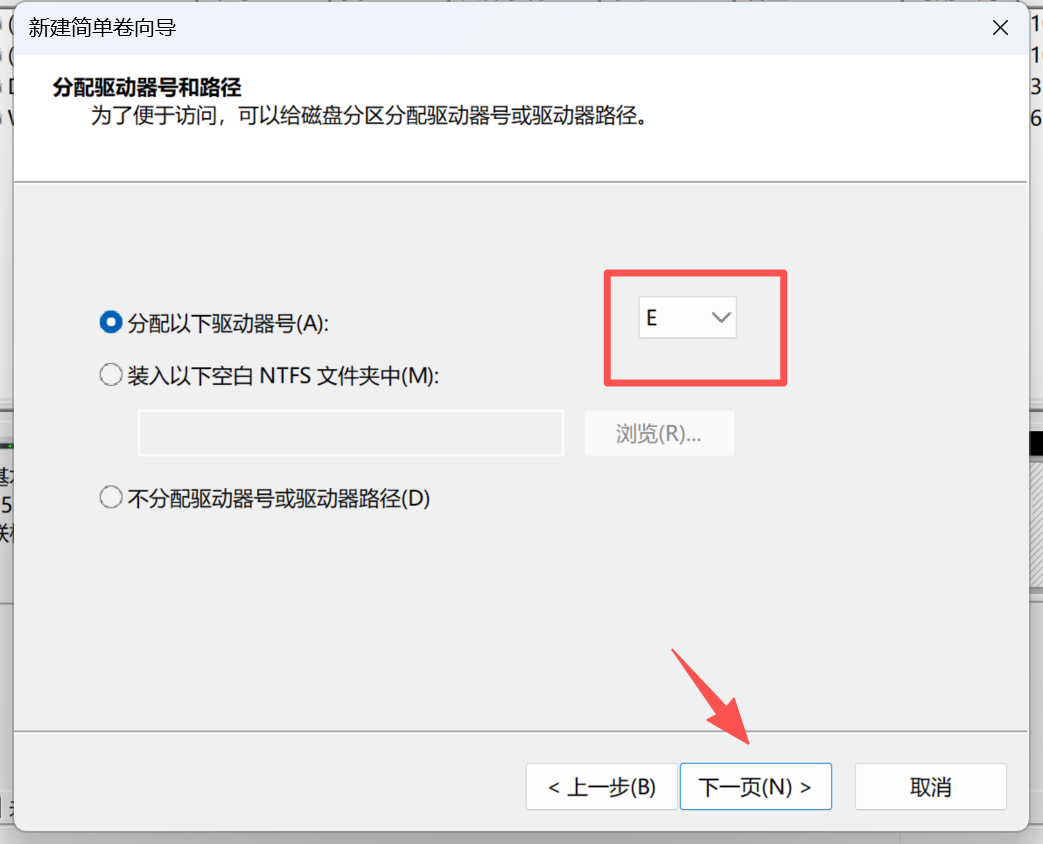 新建简单卷向导
分配驱动器号和路径
为了便于访问，可以给磁盘分区分配驱动器号或驱动器路径。
分配以下驱动器号(A):
E
装入以下空白 NTFS 文件夹中(M):
浏览(R)...
不分配驱动器号或驱动器路径(D)
< 上一步(B)
下一页(N) >
取消